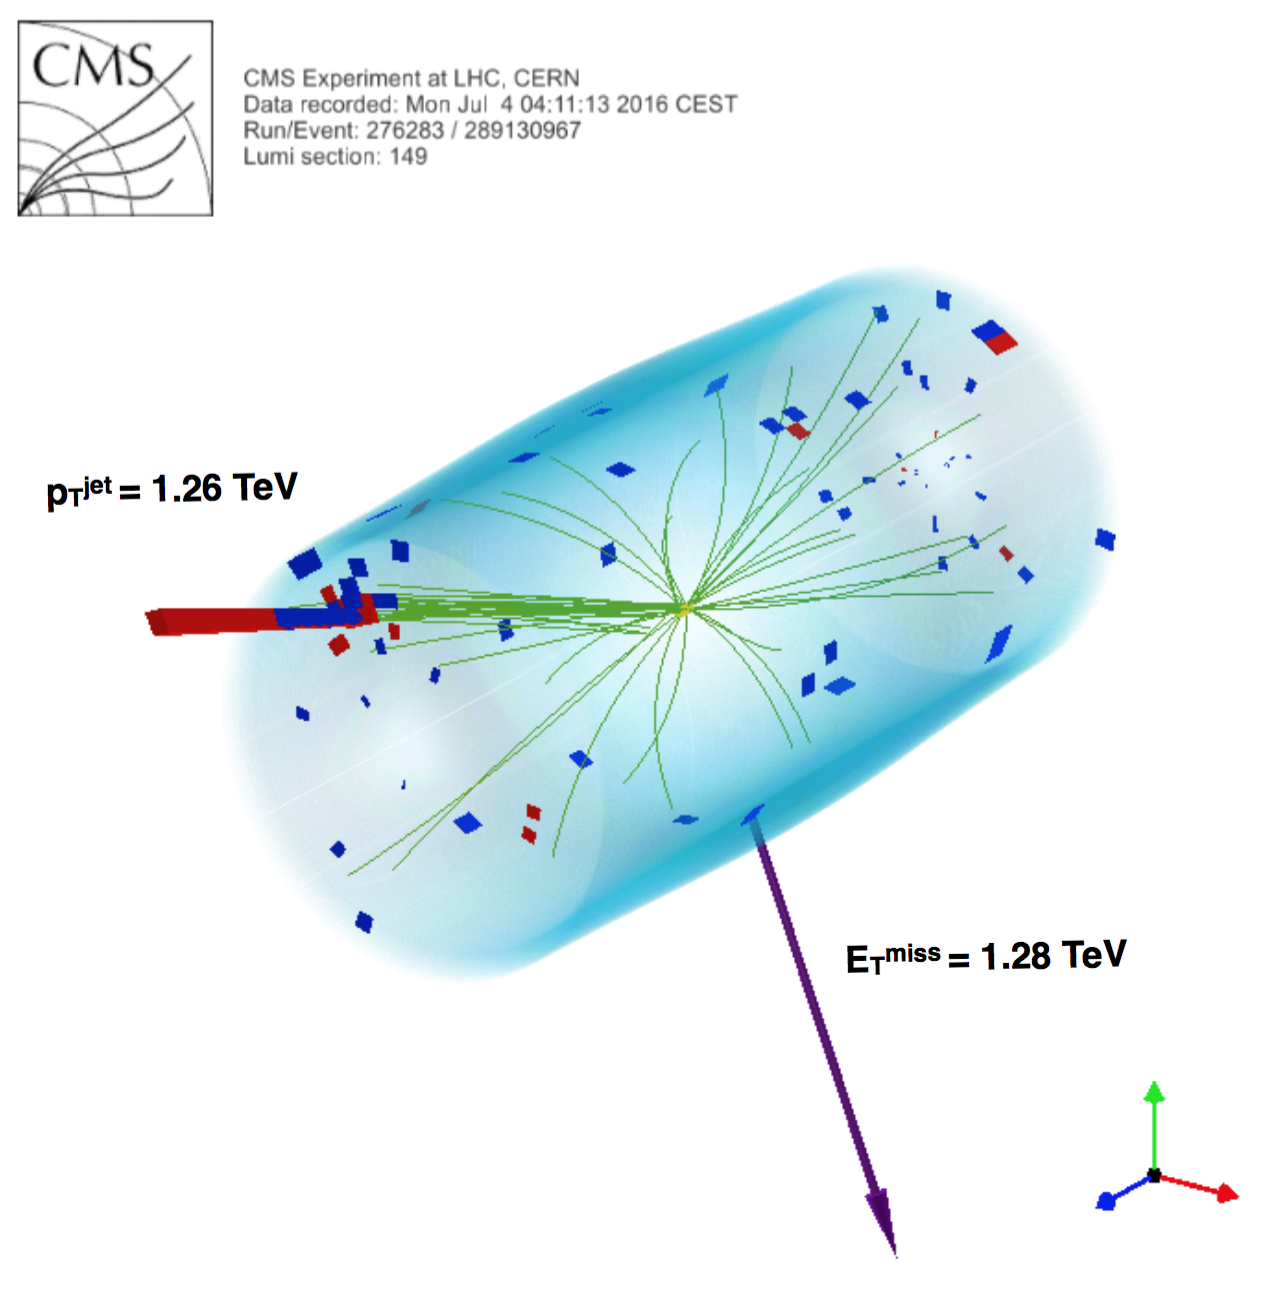 CMS
CMS Experiment at LHC, CERN
Data recorded: Mon Jul  4 04:11:13 2016 CEST
Run/Event: 276283 / 289130967
Lumi section: 149
pTjet = 1.26 TeV
ETmiss = 1.28 TeV